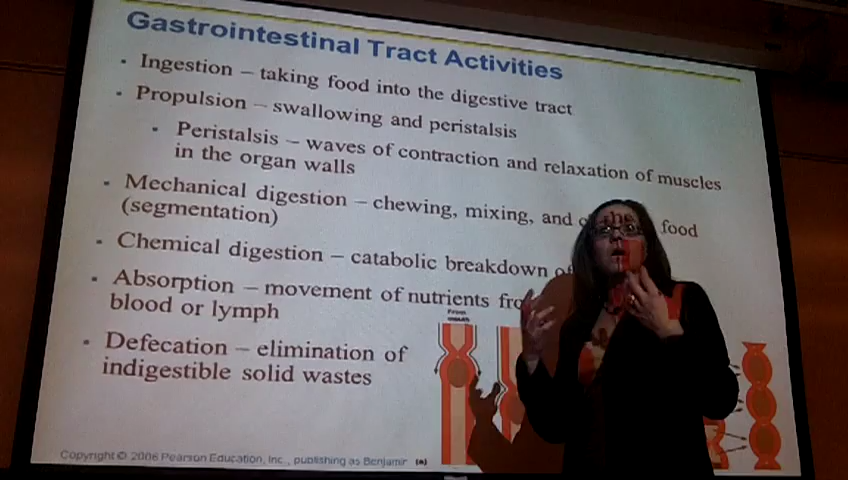 Gastrointestinal Tract Activities
· Ingestion – taking food into the digestive tract
· Propulsion – swallowing and peristalsis
· Peristalsis – waves of contraction and relaxation of muscles
in the organ walls
· Mechanical digestion – chewing, mixing, and food
(segmentation)
· Chemical digestion – catabolic breakdown of
· Absorption – movement of nutrients
blood or lymph
· Defecation – elimination of
indigestible solid wastes
From
mouth
Copyright © 2006 Pearson Education, Inc., publishing as Benjamin (a)